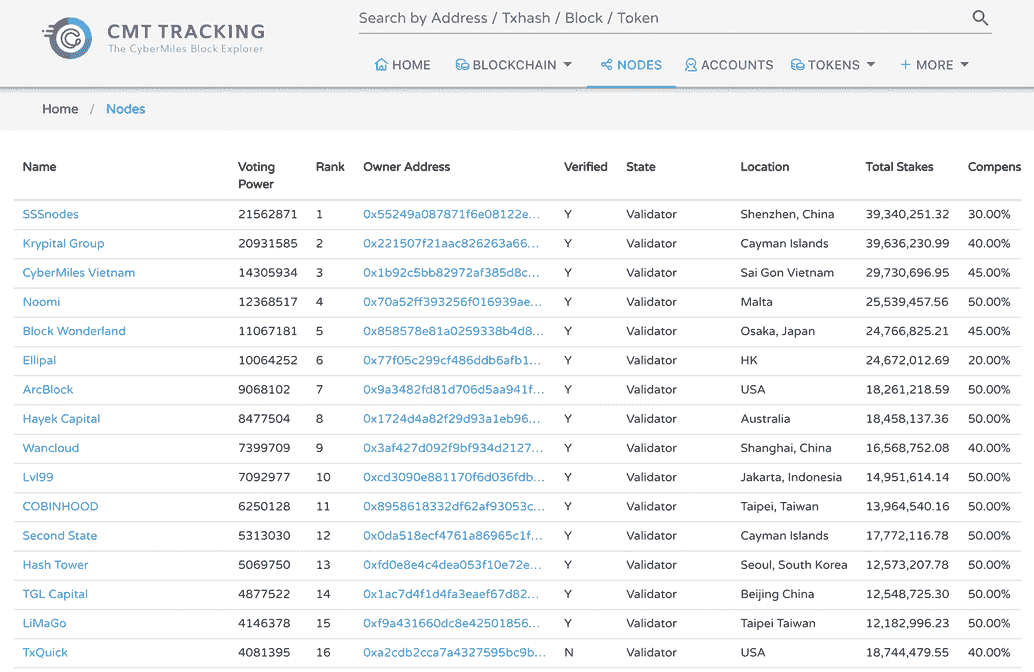 CMT TRACKING
The CyberMiles Block Explorer
Search by Address / Txhash / Block / Token
HOME BLOCKCHAIN NODES ACCOUNTS TOKENS + MORE
Home / Nodes
Name Voting Power Rank Owner Address Verified State Location Total Stakes Compens
SSSnodes 21562871 1 0x55249a087871f6e08122e... Y Validator Shenzhen, China 39,340,251.32 30.00%
Krypital Group 20931585 2 0x221507f21aac826263a66... Y Validator Cayman Islands 39,636,230.99 40.00%
CyberMiles Vietnam 14305934 3 0x1b92c5bb82972af385d8c... Y Validator Sai Gon Vietnam 29,730,696.95 45.00%
Noomi 12368517 4 0x70a52ff393256f016939ae... Y Validator Malta 25,539,457.56 50.00%
Block Wonderland 11067181 5 0x858578e81a0259338b4d8... Y Validator Osaka, Japan 24,766,825.21 45.00%
Ellipal 10064252 6 0x77f05c299cf486ddb6afb1... Y Validator HK 24,672,012.69 20.00%
ArcBlock 9068102 7 0x9a3482fd81d706d5aa941f... Y Validator USA 18,261,218.59 50.00%
Hayek Capital 8477504 8 0x1724d4a82f29d93a1eb96... Y Validator Australia 18,458,137.36 50.00%
Wancloud 7399709 9 0x3af427d092f9bf934d2127... Y Validator Shanghai, China 16,568,752.08 40.00%
Lvl99 7092977 10 0xcd3090e881170f6d036fdb... Y Validator Jakarta, Indonesia 14,951,614.14 50.00%
COBINHOOD 6250128 11 0x8958618332df62af93053c... Y Validator Taipei, Taiwan 13,964,540.16 50.00%
Second State 5313030 12 0x0da518ecf4761a86965c1f... Y Validator Cayman Islands 17,772,116.78 50.00%
Hash Tower 5069750 13 0xfd0e8e4c4dea053f10e72e... Y Validator Seoul, South Korea 12,573,207.78 50.00%
TGL Capital 4877522 14 0x1ac7d4f1d4fa3eaef67d82... Y Validator Beijing China 12,548,725.30 50.00%
LiMaGo 4146378 15 0xf9a431660dc8e42501856... Y Validator Taipei Taiwan 12,182,996.23 50.00%
TxQuick 4081395 16 0xa2cdb2cca7a4327595bc9b... N Validator USA 18,744,479.55 40.00%